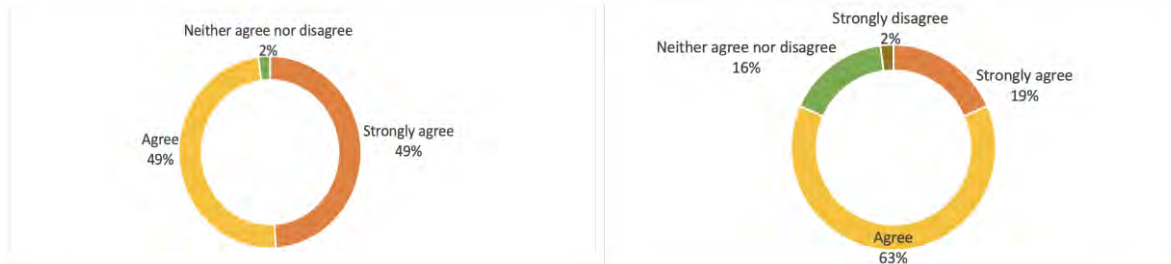 Neither agree nor disagree
2%
Agree
49%
Strongly agree
49%
Strongly disagree
2%
Neither agree nor disagree
16%
Strongly agree
19%
Agree
63%